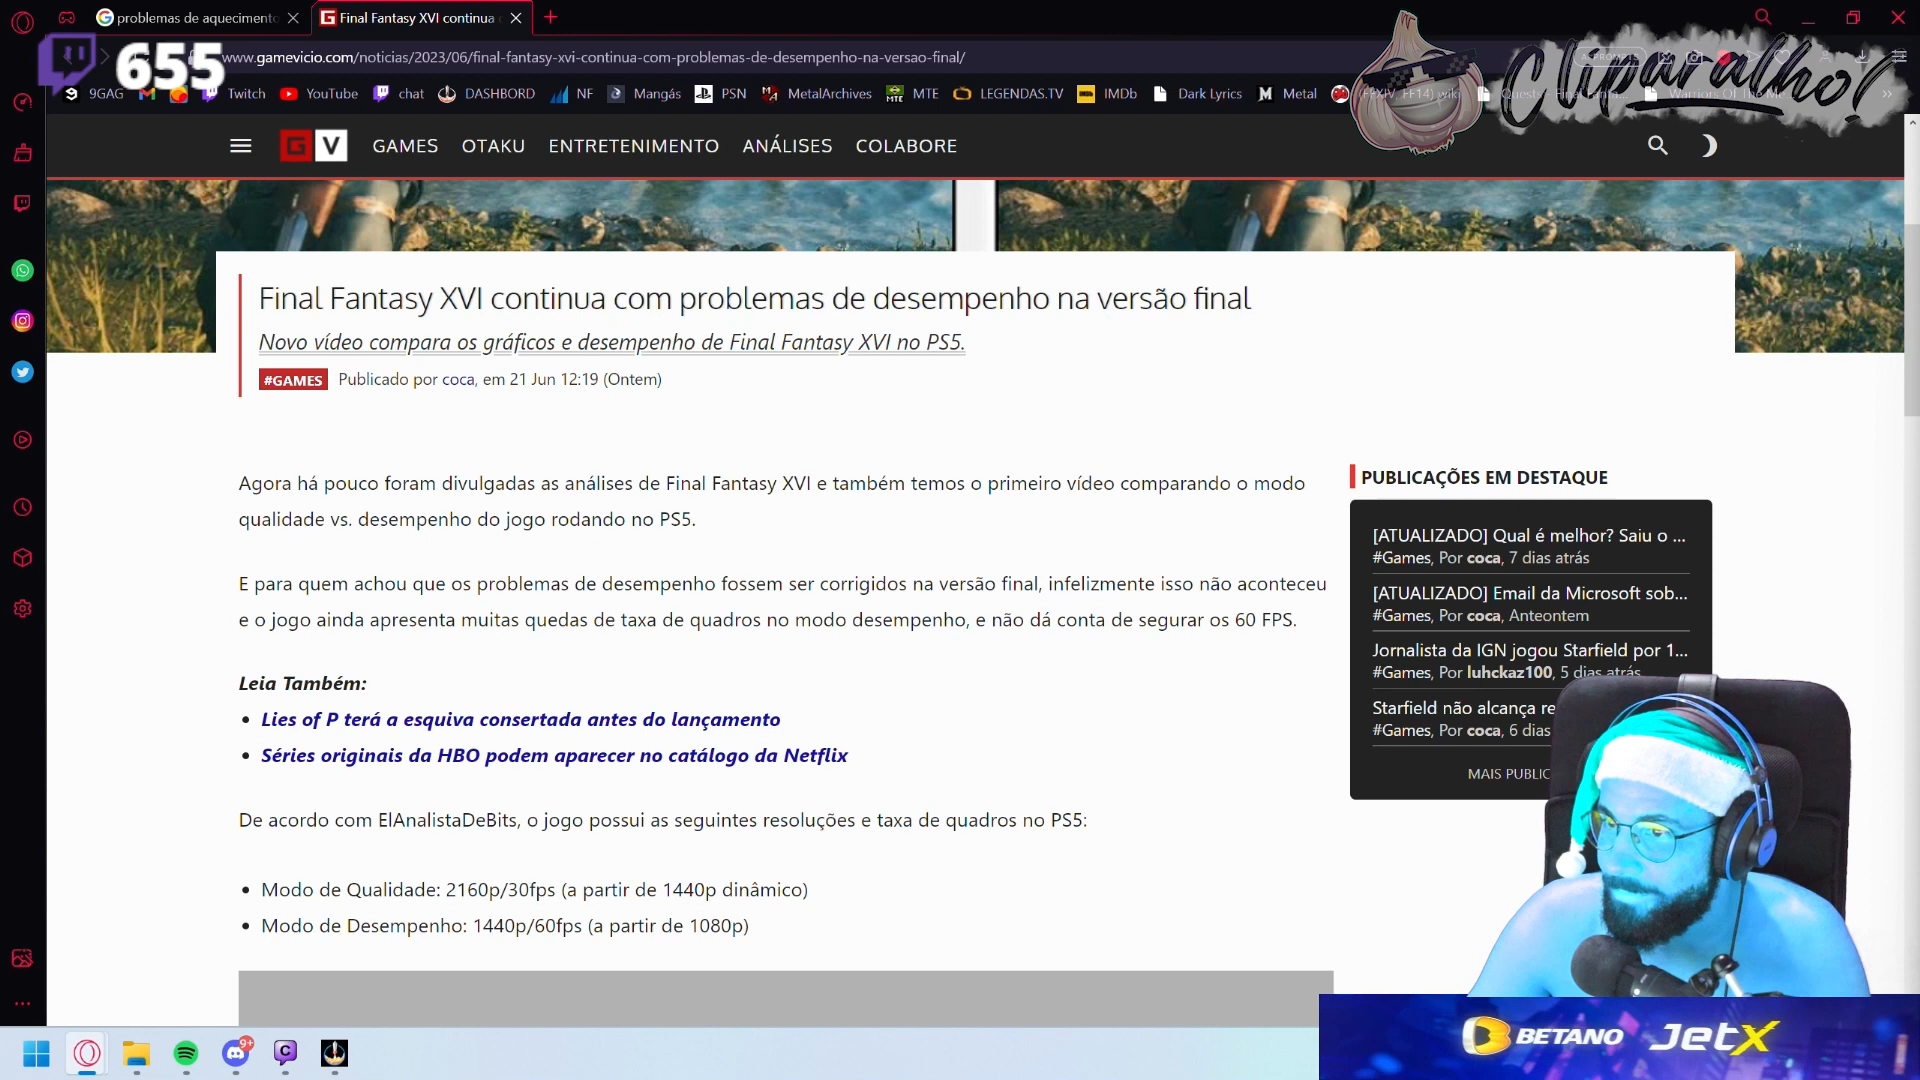 problemas de aqueciment
Final Fantasy XVI continua
655
www.gamevicio.com/noticias/2023/06/final-fantasy-xvi-continua-com-problemas-de-desempenho-na-versao-final/
Cliparalho!
9GAG
Twitch
YouTube
chat
DASHBORD
NF
Mangás
PSN
MetalArchives
MTE
LEGENDAS.TV
IMDb
Dark Lyrics
Metal
(FFXIV, FF14) wiki
G V
GAMES OTAKU ENTRETENIMENTO ANÁLISES COLABORE
Final Fantasy XVI continua com problemas de desempenho na versão final
Novo vídeo compara os gráficos e desempenho de Final Fantasy XVI no PS5.
#GAMES Publicado por coca, em 21 Jun 12:19 (Ontem)
Agora há pouco foram divulgadas as análises de Final Fantasy XVI e também temos o primeiro vídeo comparando o modo
qualidade vs. desempenho do jogo rodando no PS5.
E para quem achou que os problemas de desempenho fossem ser corrigidos na versão final, infelizmente isso não aconteceu
e o jogo ainda apresenta muitas quedas de taxa de quadros no modo desempenho, e não dá conta de segurar os 60 FPS.
Leia Também:
• Lies of P terá a esquiva consertada antes do lançamento
• Séries originais da HBO podem aparecer no catálogo da Netflix
De acordo com ElAnalistaDeBits, o jogo possui as seguintes resoluções e taxa de quadros no PS5:
• Modo de Qualidade: 2160p/30fps (a partir de 1440p dinâmico)
• Modo de Desempenho: 1440p/60fps (a partir de 1080p)
PUBLICAÇÕES EM DESTAQUE
[ATUALIZADO] Qual é melhor? Saiu o ...
#Games, Por coca, 7 dias atrás
[ATUALIZADO] Email da Microsoft sob...
#Games, Por coca, Anteontem
Jornalista da IGN jogou Starfield por 1...
#Games, Por luhckaz100, 5 dias atrás
Starfield não alcança re
#Games, Por coca, 6 dias
MAIS PUBLIC
9+
BETANO JetX